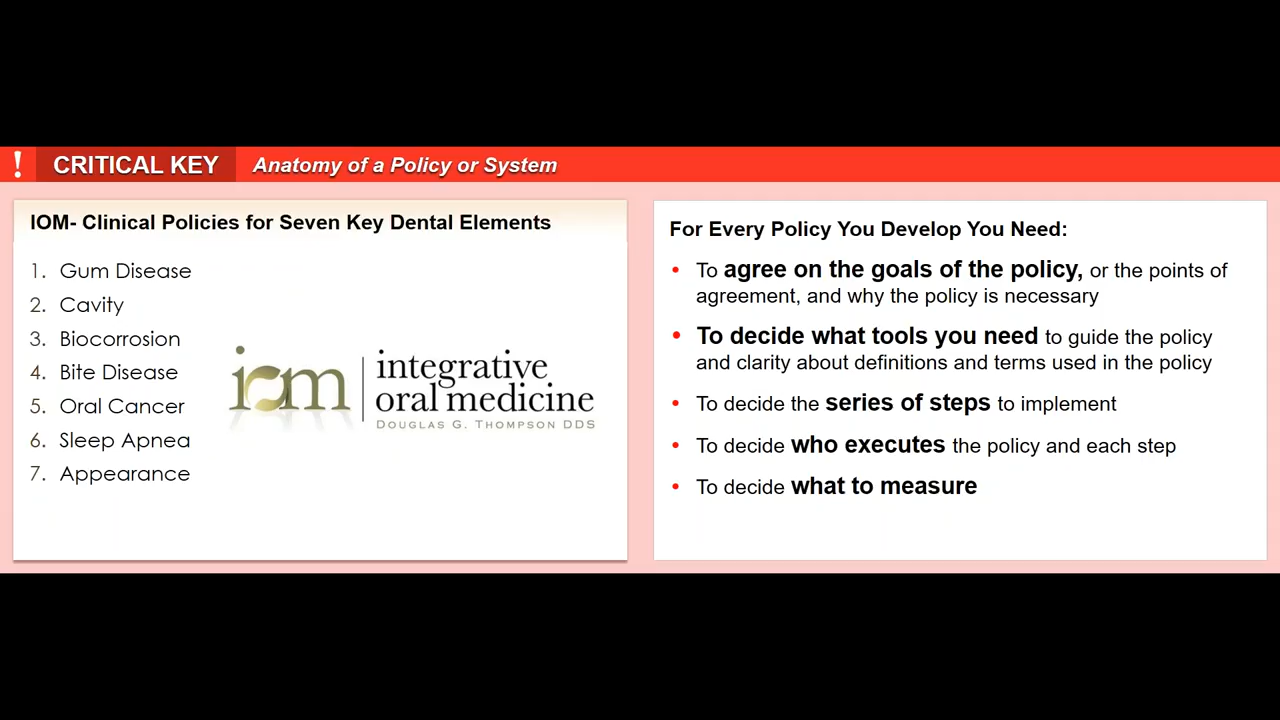 ! CRITICAL KEY Anatomy of a Policy or System
IOM- Clinical Policies for Seven Key Dental Elements
1. Gum Disease
2. Cavity
3. Biocorrosion
4. Bite Disease
5. Oral Cancer
6. Sleep Apnea
7. Appearance
iom
integrative
oral medicine
DOUGLAS G. THOMPSON DDS
For Every Policy You Develop You Need:
• To agree on the goals of the policy, or the points of
agreement, and why the policy is necessary
• To decide what tools you need to guide the policy
and clarity about definitions and terms used in the policy
• To decide the series of steps to implement
• To decide who executes the policy and each step
• To decide what to measure